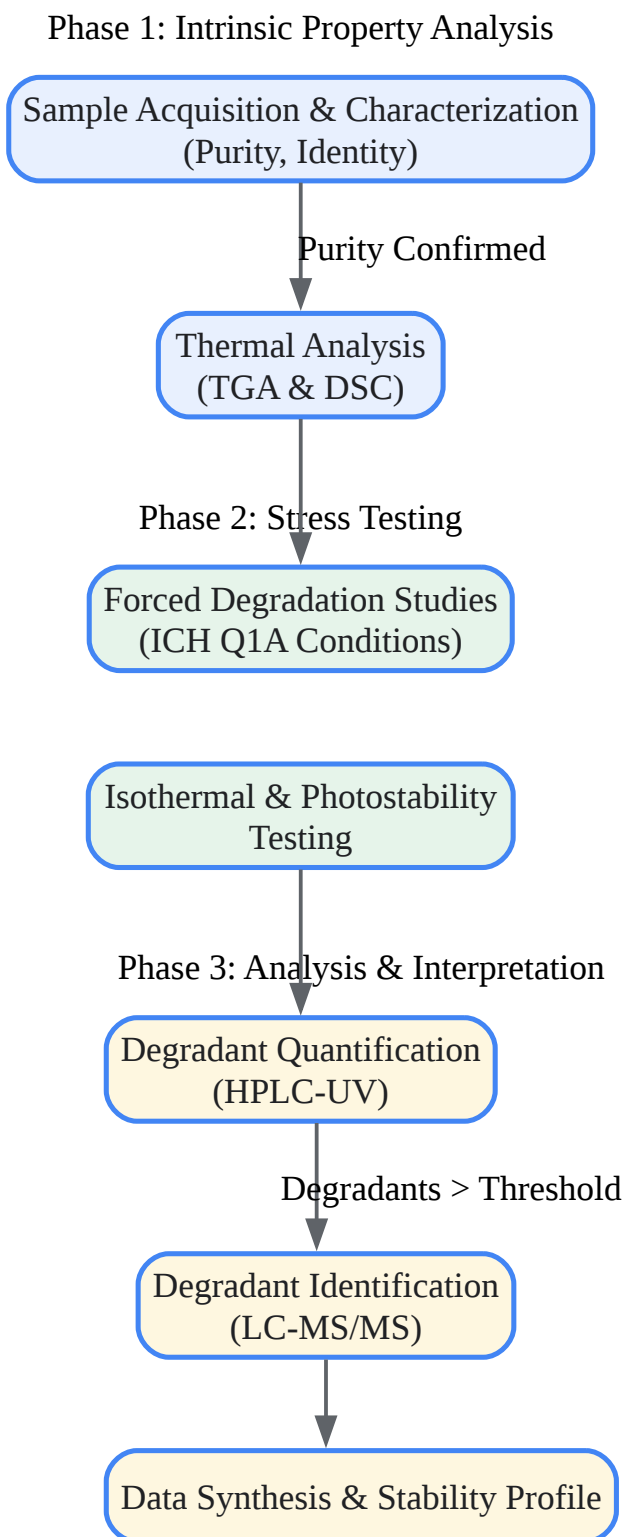 Phase 1: Intrinsic Property Analysis
Sample Acquisition & Characterization
(Purity, Identity)
Purity Confirmed
Thermal Analysis
(TGA & DSC)
Phase 2: Stress Testing
Forced Degradation Studies
(ICH Q1A Conditions)
Isothermal & Photostability
Testing
Phase 3: Analysis & Interpretation
Degradant Quantification
(HPLC-UV)
Degradants > Threshold
Degradant Identification
(LC-MS/MS)
Data Synthesis & Stability Profile